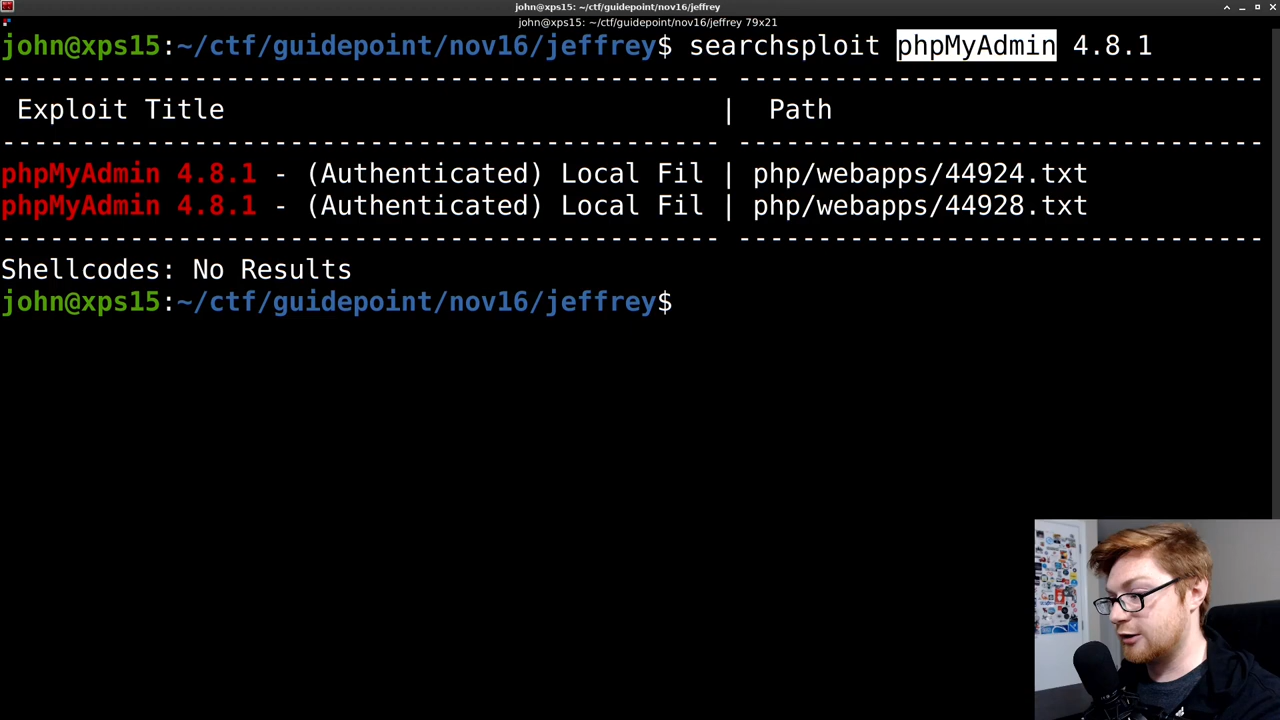 john@xps15: ~/ctf/guidepoint/nov16/jeffrey
john@xps15: ~/ctf/guidepoint/nov16/jeffrey 79x21
john@xps15:~/ctf/guidepoint/nov16/jeffrey$ searchsploit phpMyAdmin 4.8.1
--------------------------------------------- ---------------------------------
Exploit Title | Path
--------------------------------------------- ---------------------------------
phpMyAdmin 4.8.1 - (Authenticated) Local Fil | php/webapps/44924.txt
phpMyAdmin 4.8.1 - (Authenticated) Local Fil | php/webapps/44928.txt
--------------------------------------------- ---------------------------------
Shellcodes: No Results
john@xps15:~/ctf/guidepoint/nov16/jeffrey$